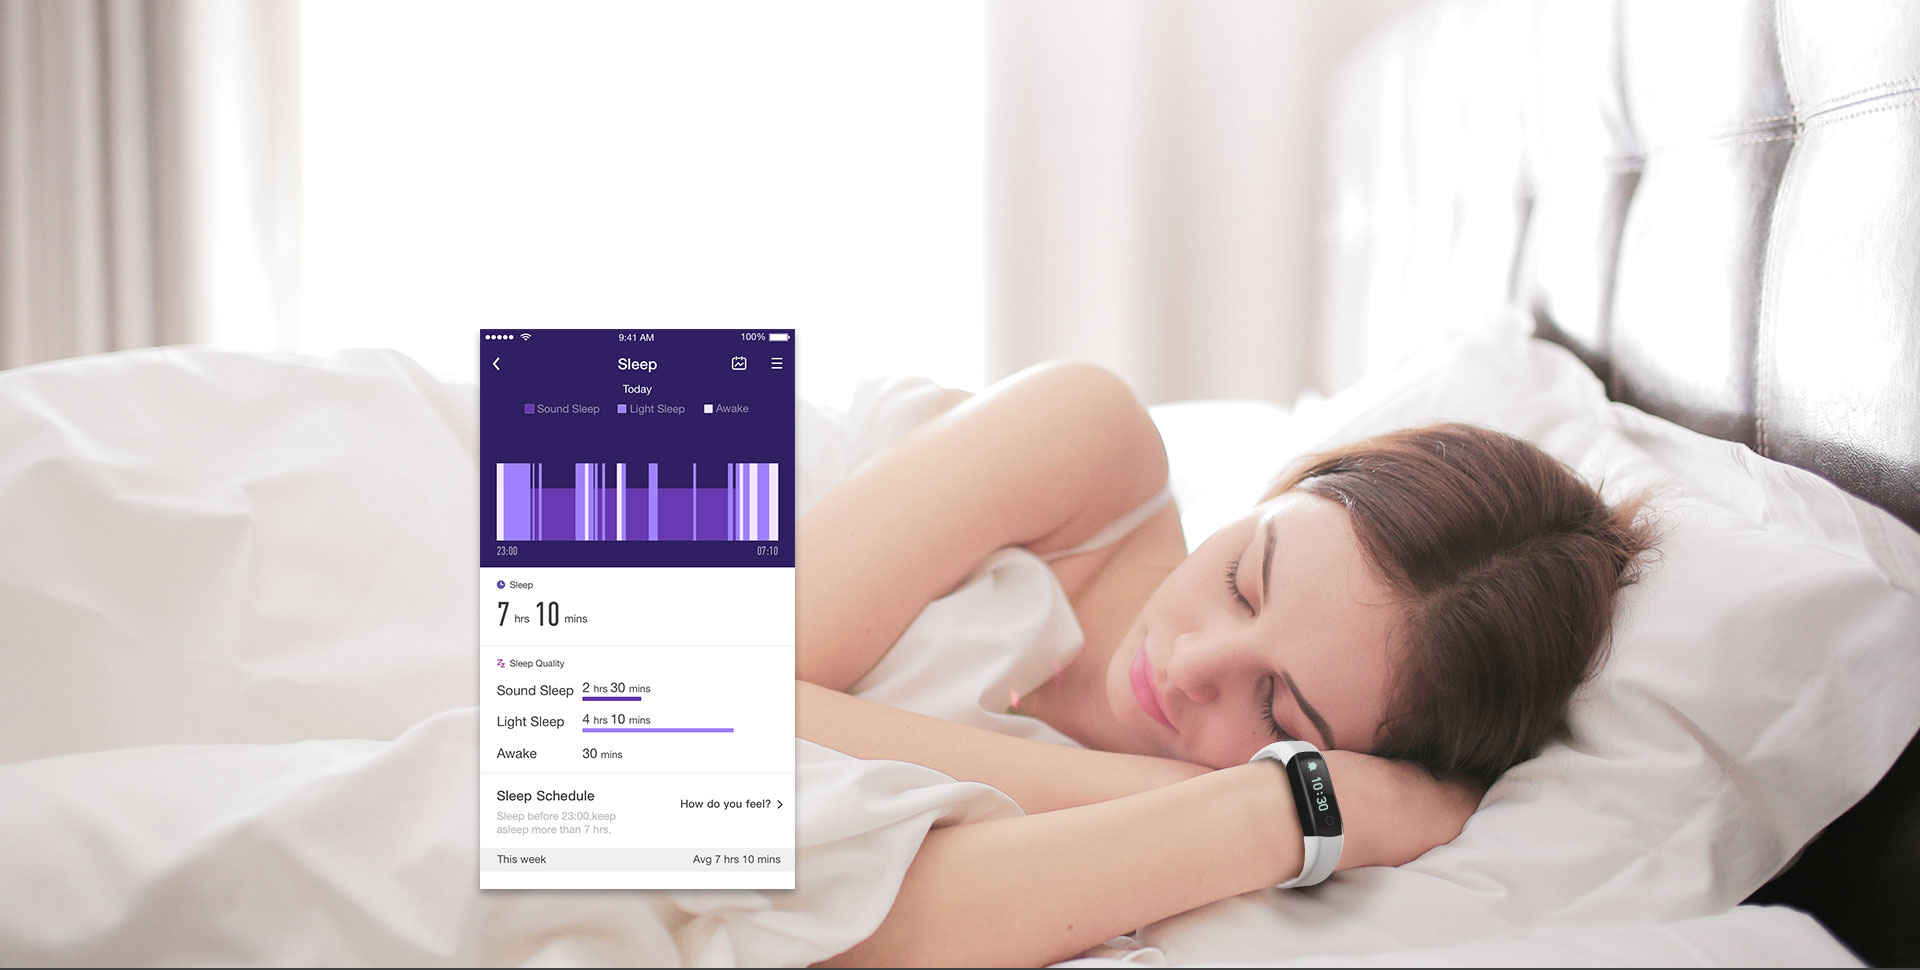 9:41 AM 100%
Sleep
Today
Sound Sleep Light Sleep Awake
23:00 07:10
Sleep
7 hrs 10 mins
Sleep Quality
Sound Sleep 2 hrs 30 mins
Light Sleep 4 hrs 10 mins
Awake 30 mins
Sleep Schedule
How do you feel?
Sleep before 23:00,keep
asleep more than 7 hrs.
This week Avg 7 hrs 10 mins
10:30